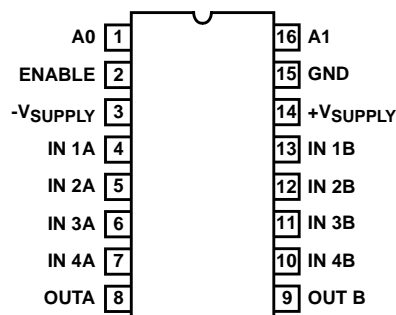 A0 1 16 A1
ENABLE 2 15 GND
-VSUPPLY 3 14 +VSUPPLY
IN 1A 4 13 IN 1B
IN 2A 5 12 IN 2B
IN 3A 6 11 IN 3B
IN 4A 7 10 IN 4B
OUTA 8 9 OUT B